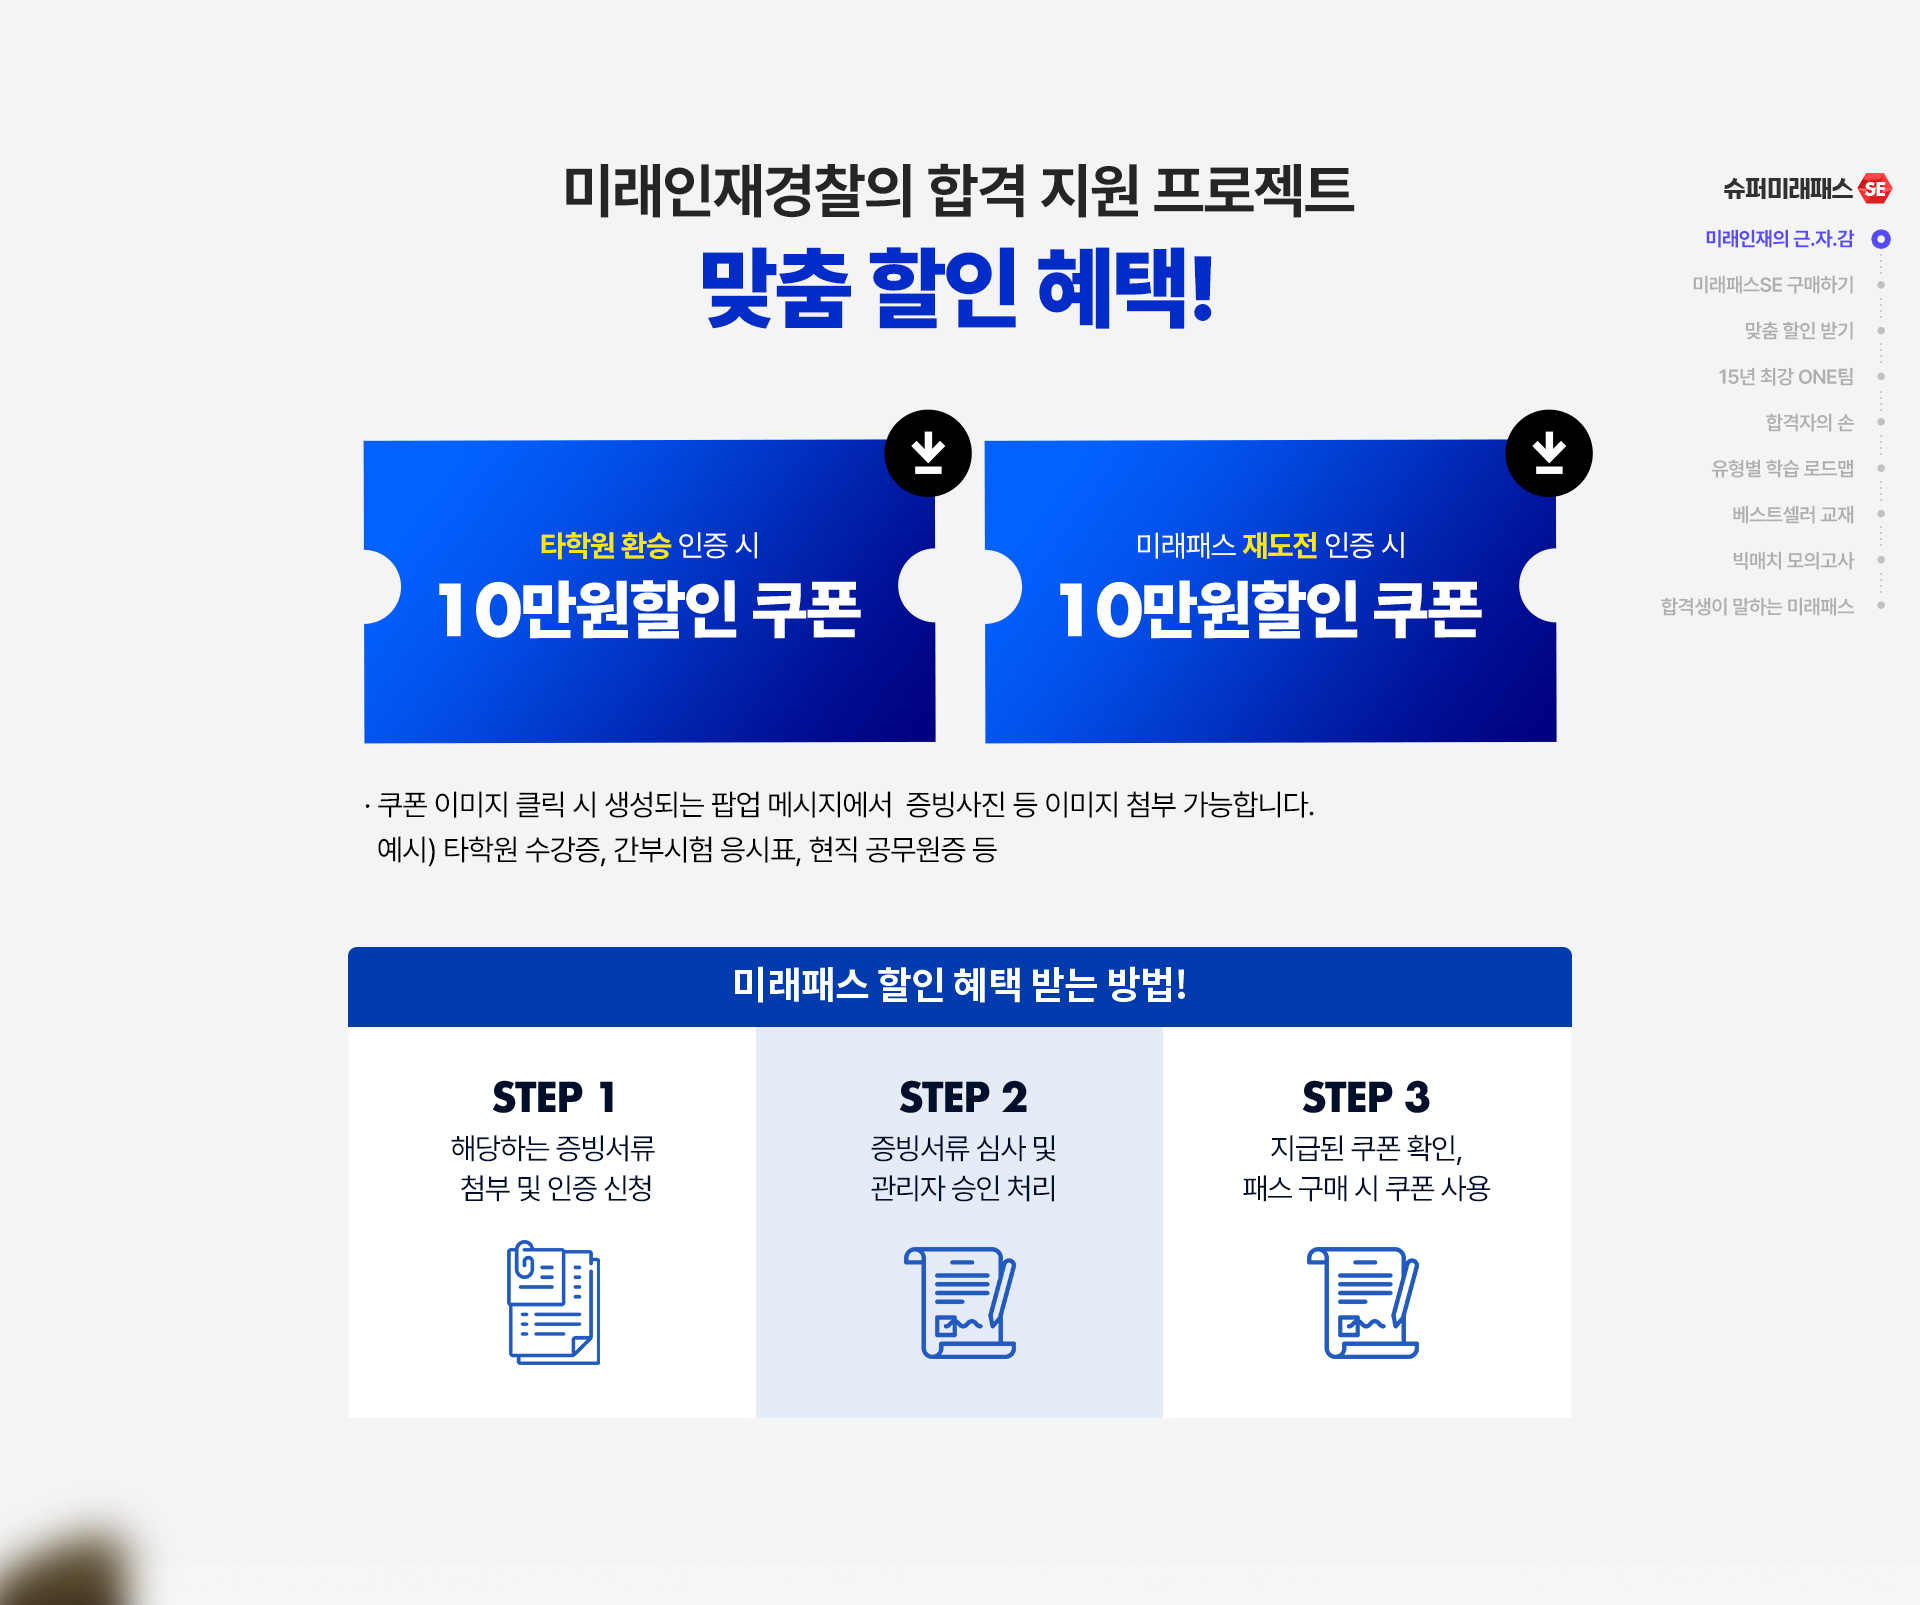 미래인재경찰의 합격 지원 프로젝트
맞춤 할인 혜택!
타학원 환승 인증 시
10만원할인 쿠폰
미래패스 재도전 인증 시
10만원할인 쿠폰
· 쿠폰 이미지 클릭 시 생성되는 팝업 메시지에서 증빙사진 등 이미지 첨부 가능합니다.
예시) 타학원 수강증, 간부시험 응시표, 현직 공무원증 등
미래패스 할인 혜택 받는 방법!
STEP 1
해당하는 증빙서류
첨부 및 인증 신청
STEP 2
증빙서류 심사 및
관리자 승인 처리
STEP 3
지급된 쿠폰 확인,
패스 구매 시 쿠폰 사용
슈퍼미래패스 SE
미래인재의 근.자.감
미래패스SE 구매하기
맞춤 할인 받기
15년 최강 ONE팀
합격자의 손
유형별 학습 로드맵
베스트셀러 교재
빅매치 모의고사
합격생이 말하는 미래패스